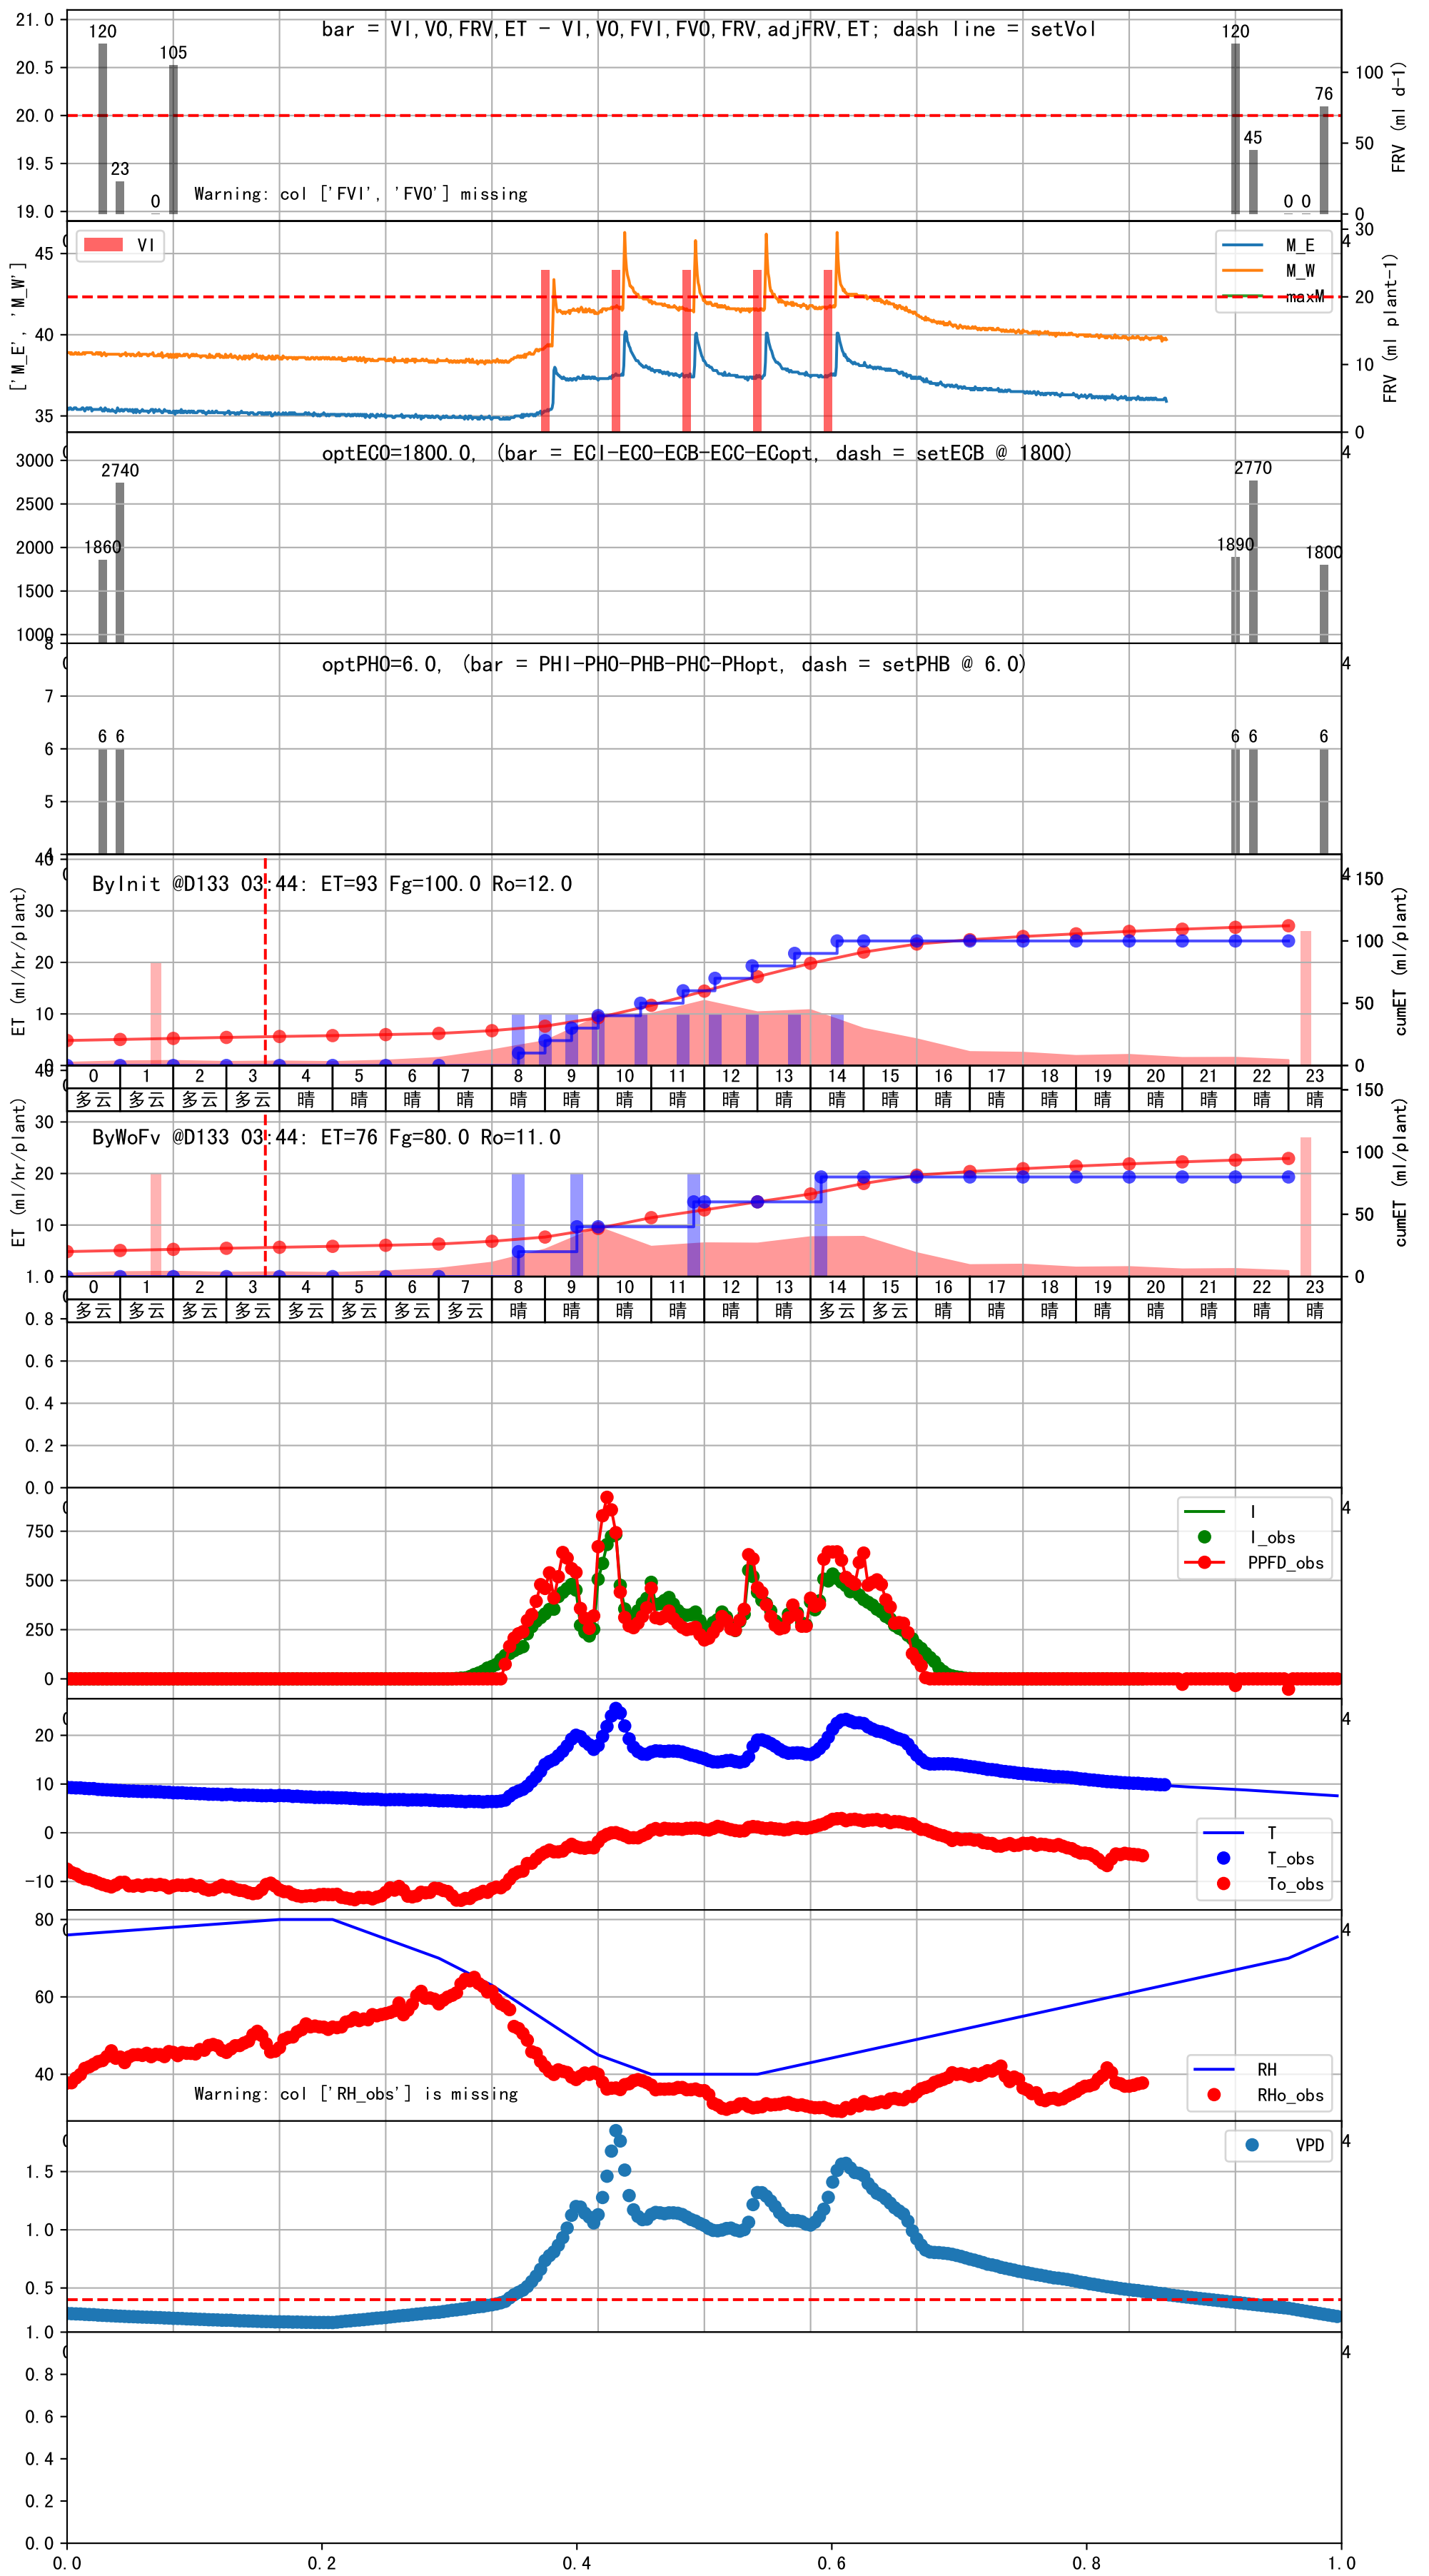 bar = VI,VO,FRV,ET - VI,VO,FVI,FVO,FRV,adjFRV,ET; dash line = setVol
21.0
20.5
20.0
19.5
19.0
120
23
0
105
120
45
0
0
76
100
50
0
FRV (ml d-1)
Warning: col ['FVI', 'FVO'] missing
['M_E', 'M_W']
45
40
35
VI
M_E
M_W
maxM
30
20
10
0
FRV (ml plant-1)
4
optECO=1800.0, (bar = ECI-ECO-ECB-ECC-ECopt, dash = setECB @ 1800)
3000
2500
2000
1500
1000
1860
2740
1890
2770
1800
4
optPHO=6.0, (bar = PHI-PHO-PHB-PHC-PHopt, dash = setPHB @ 6.0)
8
7
6
5
4
6 6
6 6
6
4
ByInit @D133 03:44: ET=93 Fg=100.0 Ro=12.0
ET (ml/hr/plant)
40
30
20
10
0
150
100
50
0
cumET (ml/plant)
4
0 1 2 3 4 5 6 7 8 9 10 11 12 13 14 15 16 17 18 19 20 21 22 23
多云 多云 多云 多云 晴 晴 晴 晴 晴 晴 晴 晴 晴 晴 晴 晴 晴 晴 晴 晴 晴 晴 晴 晴
ByWoFv @D133 03:44: ET=76 Fg=80.0 Ro=11.0
ET (ml/hr/plant)
40
30
20
10
150
100
50
0
cumET (ml/plant)
0 1 2 3 4 5 6 7 8 9 10 11 12 13 14 15 16 17 18 19 20 21 22 23
多云 多云 多云 多云 多云 多云 多云 多云 晴 晴 晴 晴 晴 晴 多云 多云 晴 晴 晴 晴 晴 晴 晴 晴
1.0
0.8
0.6
0.4
0.2
0.0
750
500
250
0
I
I_obs
PPFD_obs
4
20
10
0
-10
T
T_obs
To_obs
4
80
60
40
Warning: col ['RH_obs'] is missing
RH
RHo_obs
4
1.5
1.0
0.5
VPD
4
1.0
0.8
0.6
0.4
0.2
0.0
4
0.0 0.2 0.4 0.6 0.8 1.0